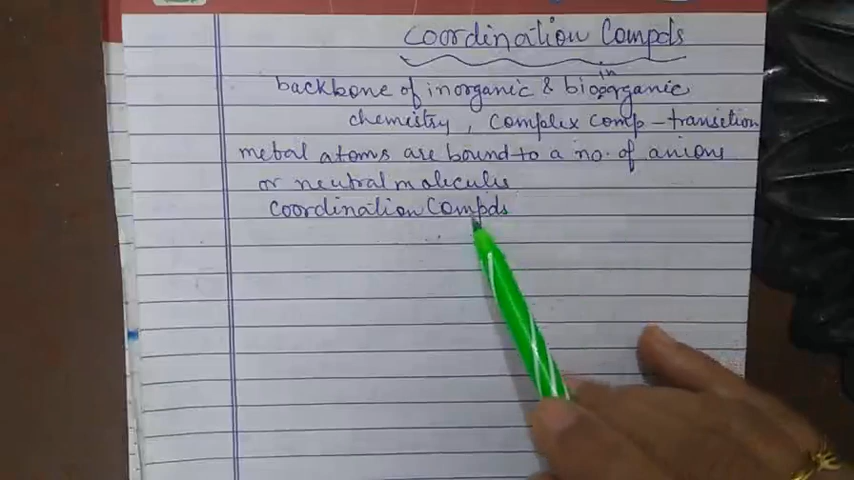 Coordination Compds
backbone of inorganic & bioinorganic
chemistry, complex comp - transition
metal atoms are bound to a no. of anions
or neutral molecules
Coordination Compds